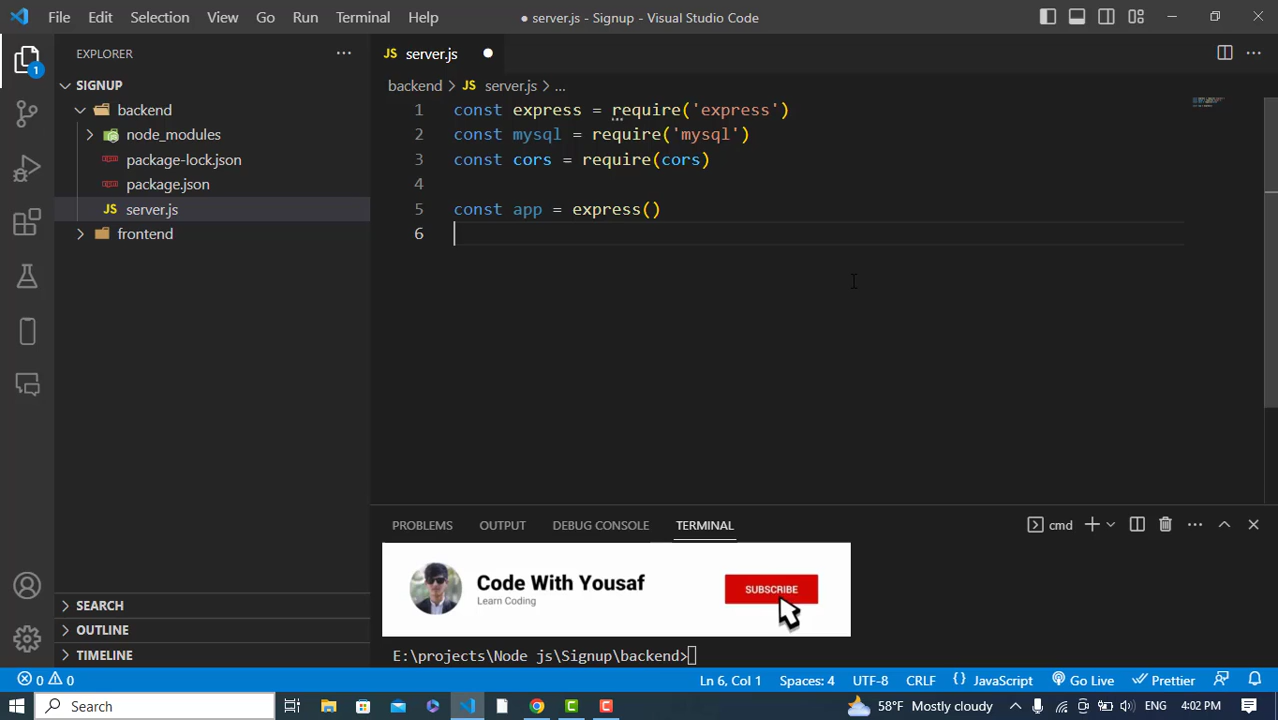 File Edit Selection View Go Run Terminal Help ● server.js - Signup - Visual Studio Code
EXPLORER
JS server.js
1
SIGNUP
backend > JS server.js > ...
backend
node_modules
package-lock.json
package.json
JS server.js
frontend
1 const express = require('express')
2 const mysql = require('mysql')
3 const cors = require(cors)
4
5 const app = express()
6
PROBLEMS OUTPUT DEBUG CONSOLE TERMINAL
cmd
Code With Yousaf
Learn Coding
SUBSCRIBE
E:\projects\Node js\Signup\backend>
SEARCH
OUTLINE
TIMELINE
0 0 Ln 6, Col 1 Spaces: 4 UTF-8 CRLF {} JavaScript Go Live Prettier
Search 58°F Mostly cloudy ENG 4:02 PM